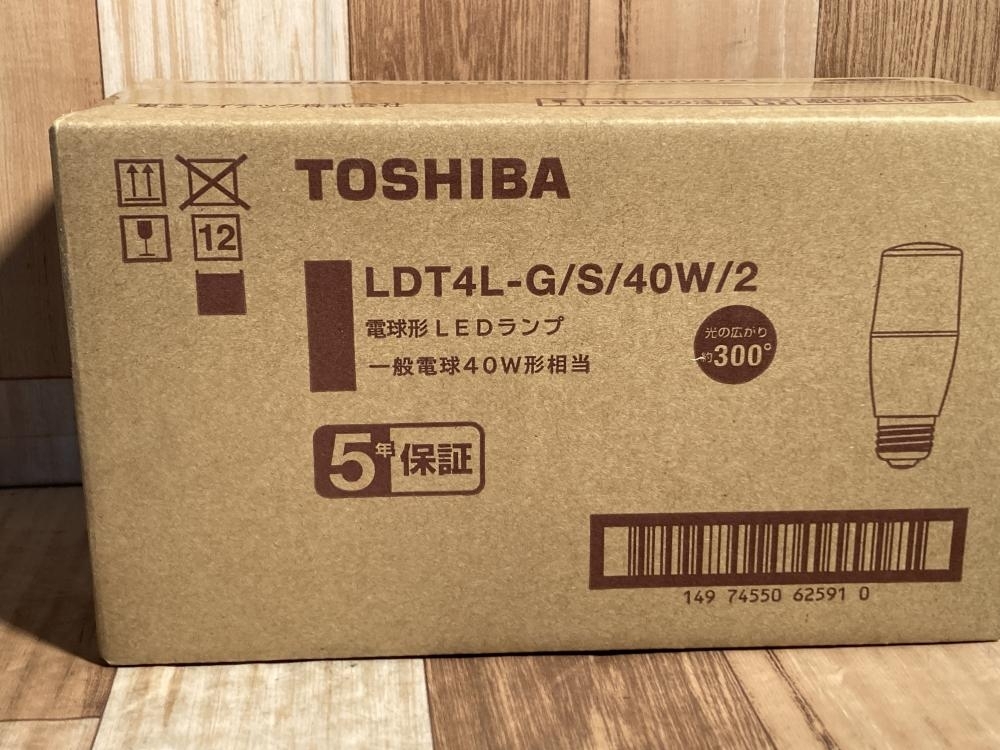 TOSHIBA
12
LDT4L-G/S/40W/2
電球形LEDランプ
一般電球40W形相当
光の広がり
約300°
5年保証
149 74550 62591 0